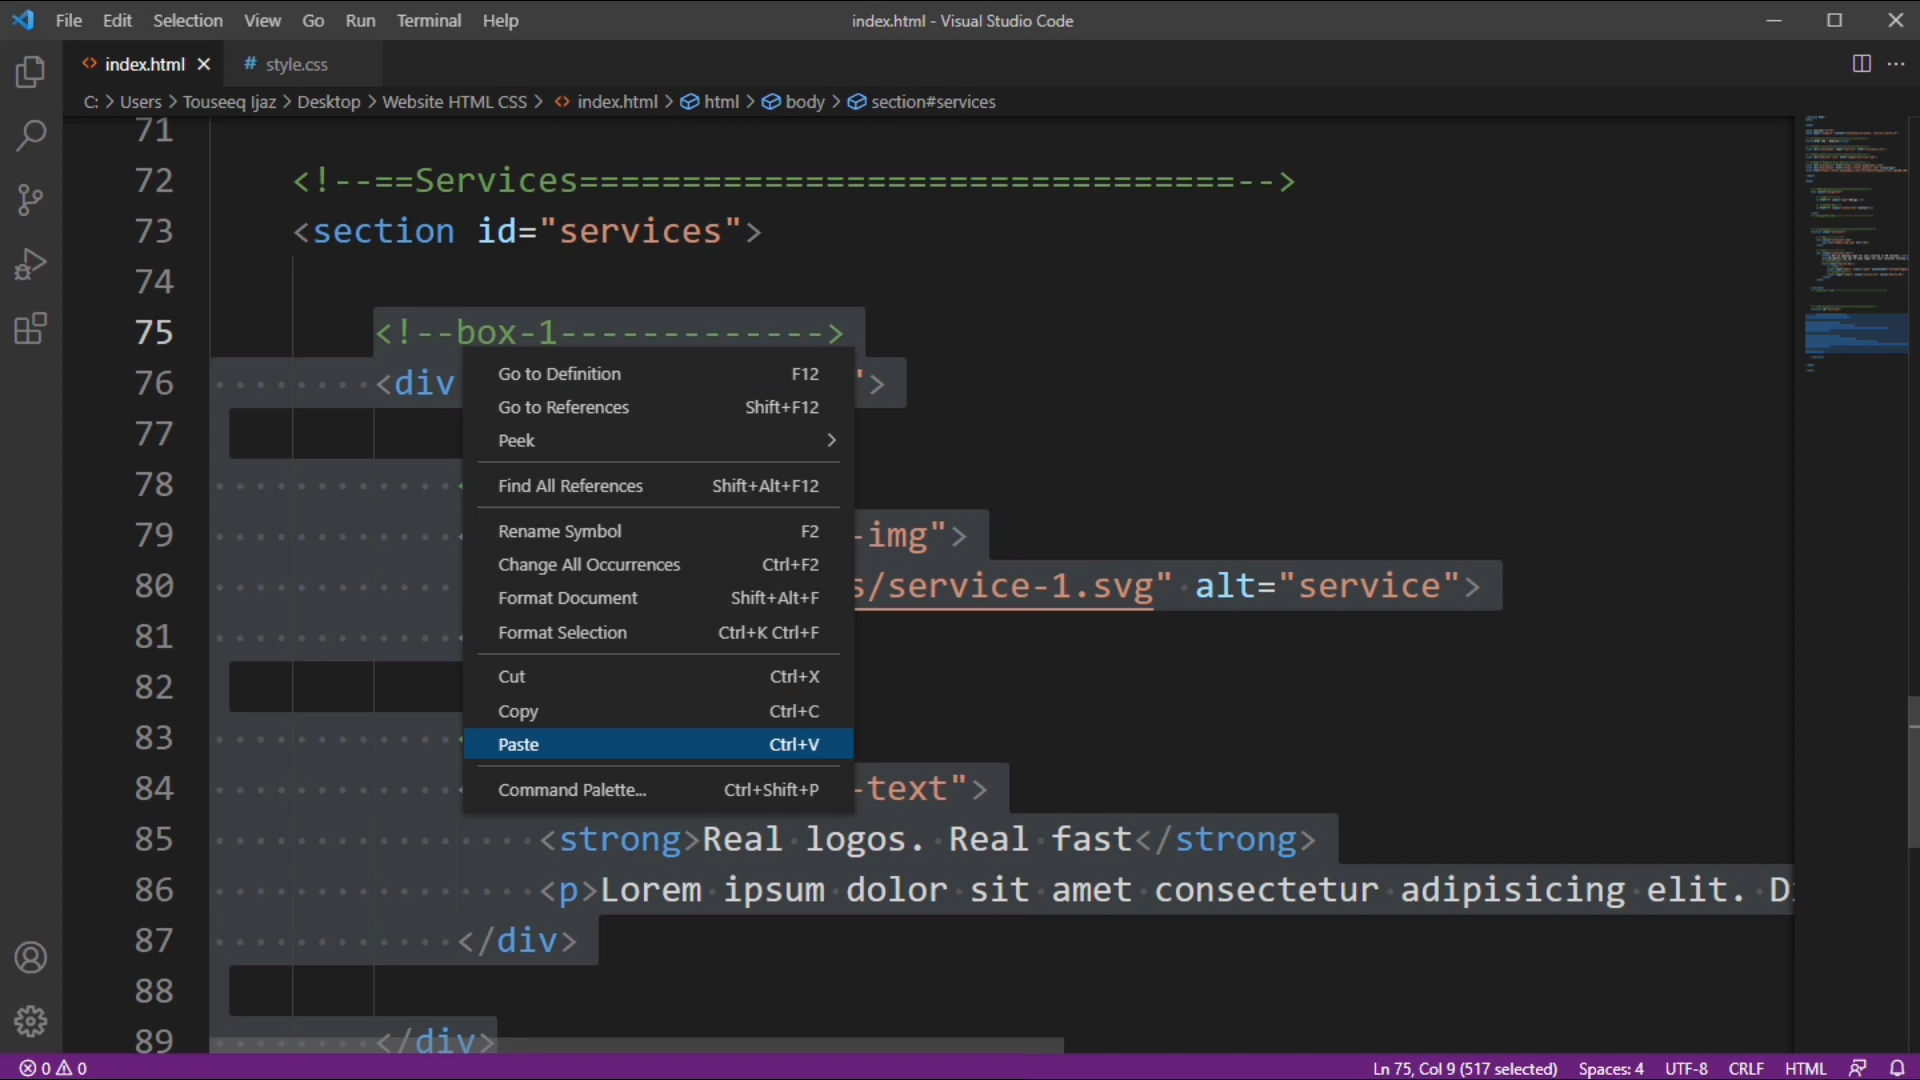 File Edit Selection View Go Run Terminal Help
index.html - Visual Studio Code
index.html
# style.css
C: > Users > Touseeq Ijaz > Desktop > Website HTML CSS > index.html > html > body > section#services
71
72 <!--==Services================================-->
73 <section id="services">
74
75 <!--box-1------------->
76 <div ">
77
78 <
79 < -img">
80 s/service-1.svg" alt="service">
81 <
82
83 <
84 < -text">
85 <strong>Real logos. Real fast</strong>
86 <p>Lorem ipsum dolor sit amet consectetur adipisicing elit.
87 </div>
88
89 </div>
Go to Definition F12
Go to References Shift+F12
Peek
Find All References Shift+Alt+F12
Rename Symbol F2
Change All Occurrences Ctrl+F2
Format Document Shift+Alt+F
Format Selection Ctrl+K Ctrl+F
Cut Ctrl+X
Copy Ctrl+C
Paste Ctrl+V
Command Palette... Ctrl+Shift+P
0 0
Ln 75, Col 9 (517 selected) Spaces: 4 UTF-8 CRLF HTML